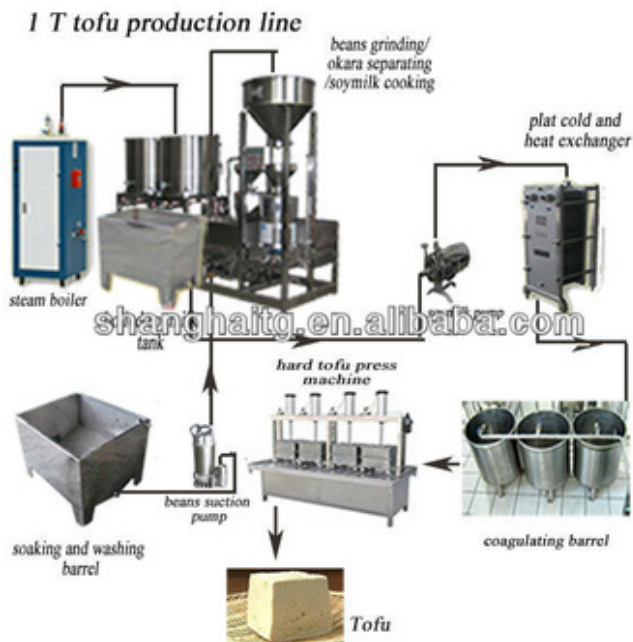 1 T tofu production line
beans grinding/
okara separating
/soymilk cooking
plat cold and
heat exchanger
steam boiler
shanghaitg.en.alibaba.com
tank
pump
hard tofu press
machine
beans suction
pump
soaking and washing
barrel
coagulating barrel
Tofu